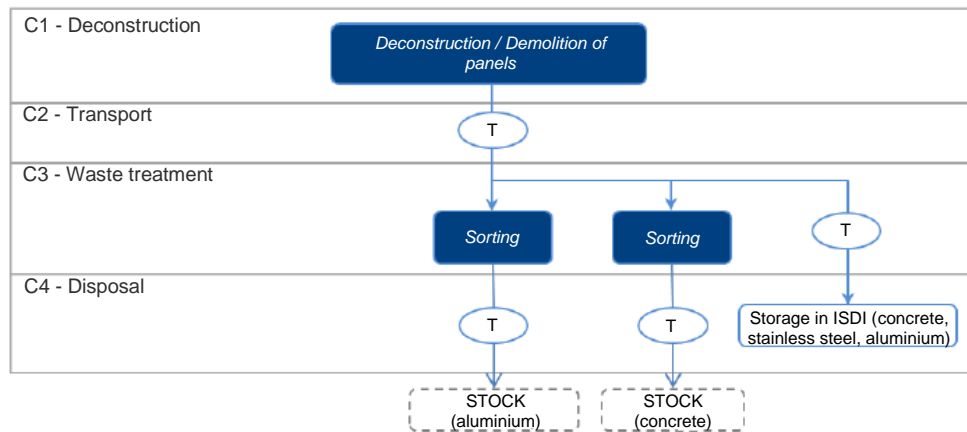 C1 - Deconstruction
Deconstruction / Demolition of
panels
C2 - Transport
T
C3 - Waste treatment
Sorting
Sorting
T
C4 - Disposal
T
T
Storage in ISDI (concrete,
stainless steel, aluminium)
STOCK
(aluminium)
STOCK
(concrete)